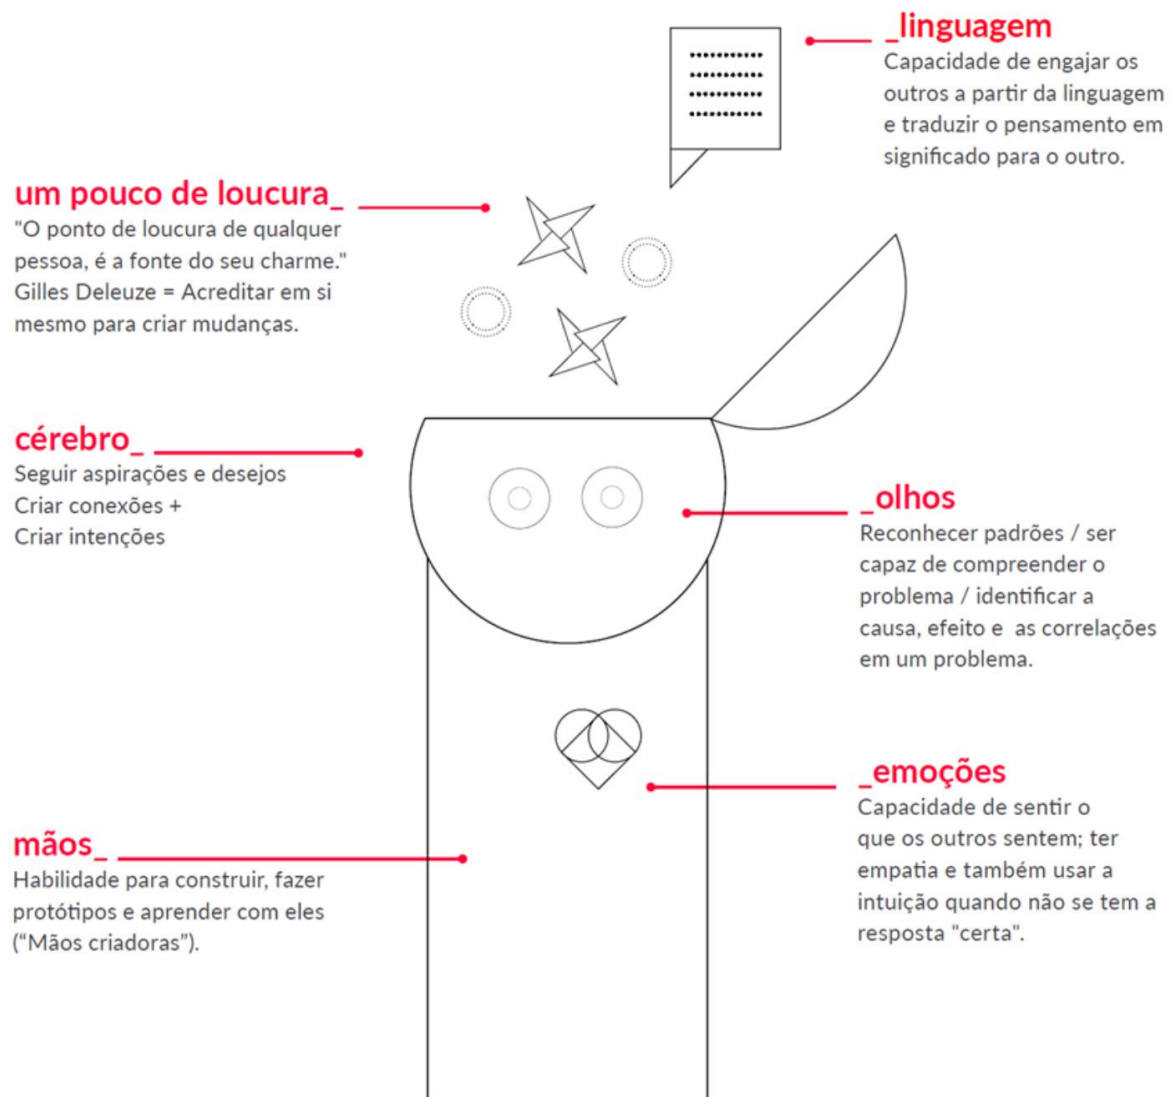 _linguagem
Capacidade de engajar os
outros a partir da linguagem
e traduzir o pensamento em
significado para o outro.
um pouco de loucura_
"O ponto de loucura de qualquer
pessoa, é a fonte do seu charme."
Gilles Deleuze = Acreditar em si
mesmo para criar mudanças.
cérebro_
Seguir aspirações e desejos
Criar conexões +
Criar intenções
_olhos
Reconhecer padrões / ser
capaz de compreender o
problema / identificar a
causa, efeito e  as correlações
em um problema.
_emoções
Capacidade de sentir o
que os outros sentem; ter
empatia e também usar a
intuição quando não se tem a
resposta "certa".
mãos_
Habilidade para construir, fazer
protótipos e aprender com eles
(“Mãos criadoras”).